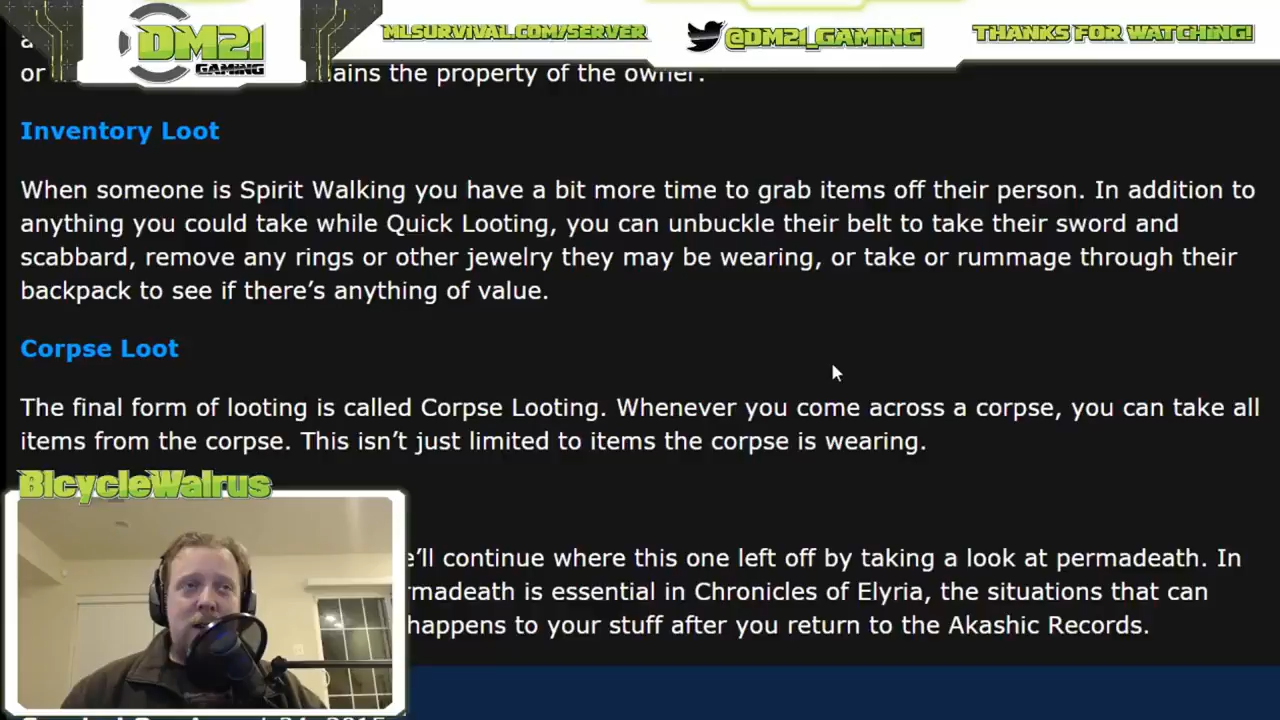 DM21
GAMING
MLSURVIVAL.COM/SERVER
@DM21_GAMING
THANKS FOR WATCHING!
or
ains the property of the owner.
Inventory Loot
When someone is Spirit Walking you have a bit more time to grab items off their person. In addition to
anything you could take while Quick Looting, you can unbuckle their belt to take their sword and
scabbard, remove any rings or other jewelry they may be wearing, or take or rummage through their
backpack to see if there’s anything of value.
Corpse Loot
The final form of looting is called Corpse Looting. Whenever you come across a corpse, you can take all
items from the corpse. This isn’t just limited to items the corpse is wearing.
BicycleWalrus
e’ll continue where this one left off by taking a look at permadeath. In
rmadeath is essential in Chronicles of Elyria, the situations that can
happens to your stuff after you return to the Akashic Records.